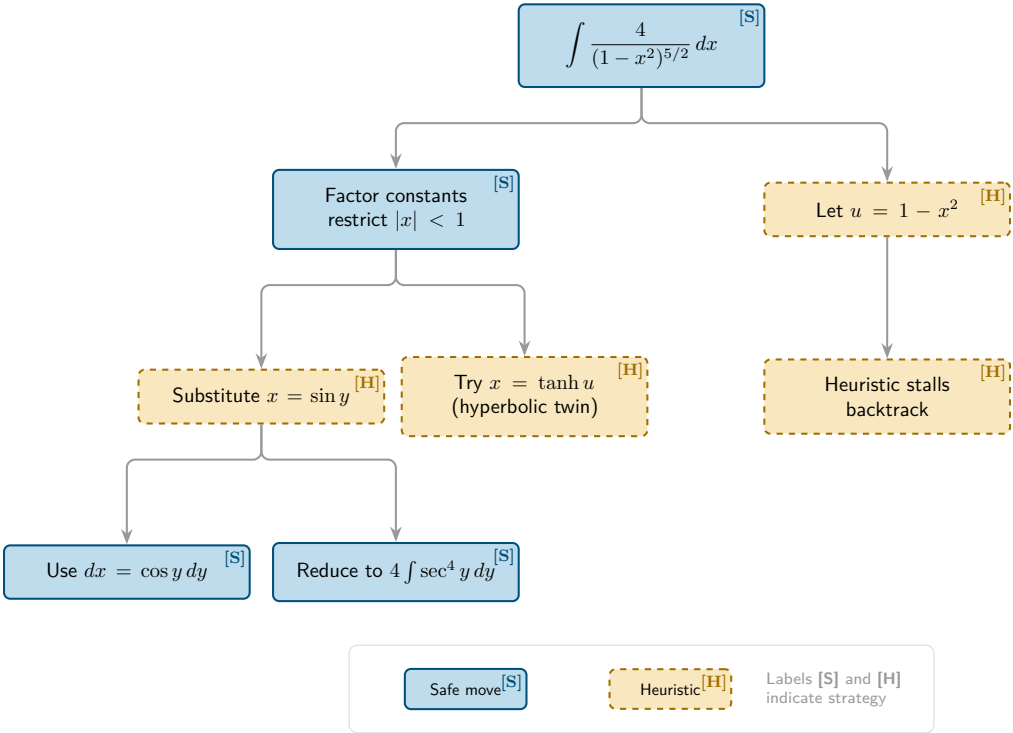 [S]
∫ 4/(1 − x²)^{5/2} dx
[S]
Factor constants
restrict |x| < 1
[H]
Let u = 1 − x²
[H]
Substitute x = sin y
[H]
Try x = tanh u
(hyperbolic twin)
[H]
Heuristic stalls
backtrack
[S]
Use dx = cos y dy
[S]
Reduce to 4 ∫ sec⁴ y dy
Safe move [S]
Heuristic [H]
Labels [S] and [H]
indicate strategy